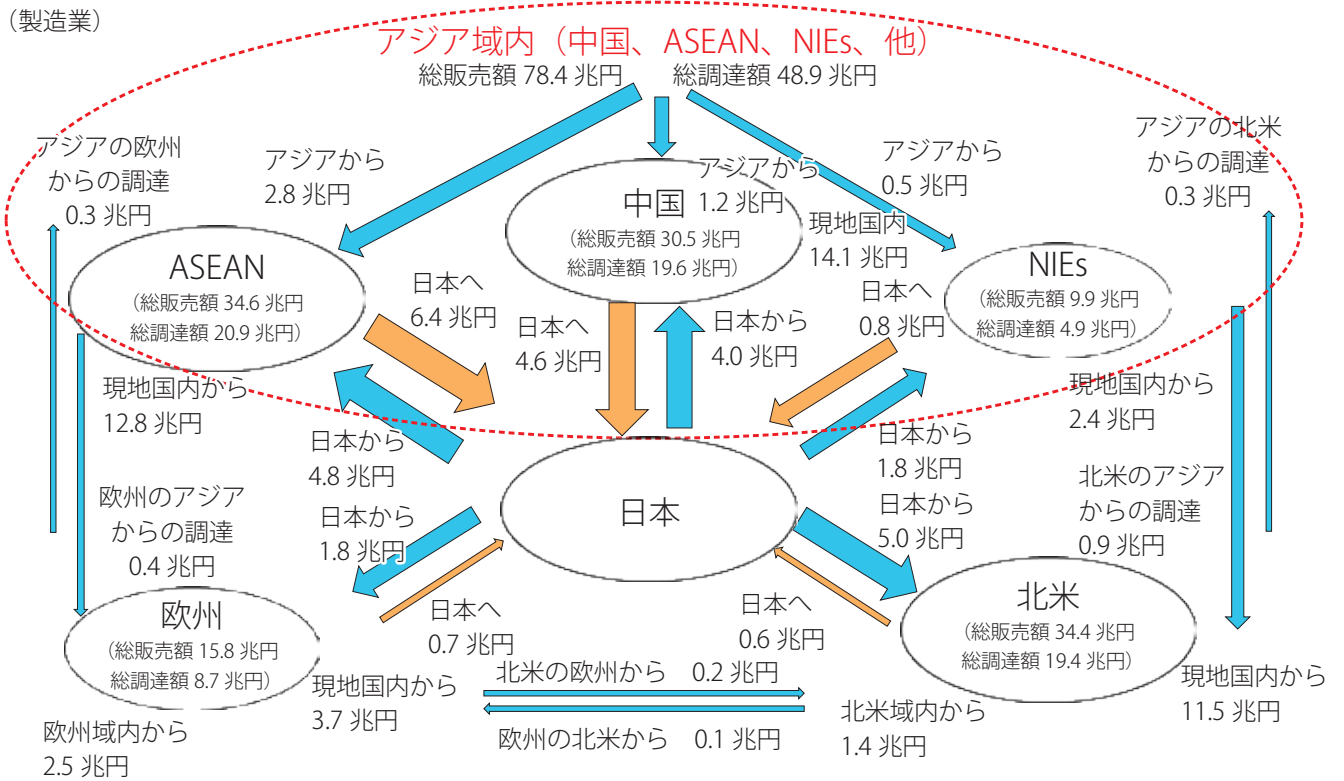 （製造業）
アジア域内（中国、ASEAN、NIEs、他）
総販売額 78.4 兆円　総調達額 48.9 兆円
アジアの欧州
からの調達
0.3 兆円
アジアから
2.8 兆円
アジアから
1.2 兆円
アジアから
0.5 兆円
アジアの北米
からの調達
0.3 兆円
中国
（総販売額 30.5 兆円
総調達額 19.6 兆円）
現地国内
14.1 兆円
ASEAN
（総販売額 34.6 兆円
総調達額 20.9 兆円）
NIEs
（総販売額 9.9 兆円
総調達額 4.9 兆円）
日本へ
6.4 兆円
日本へ
4.6 兆円
日本から
4.0 兆円
日本へ
0.8 兆円
現地国内から
12.8 兆円
現地国内から
2.4 兆円
日本から
4.8 兆円
日本
日本から
1.8 兆円
欧州のアジア
からの調達
0.4 兆円
日本から
1.8 兆円
日本から
5.0 兆円
北米のアジア
からの調達
0.9 兆円
欧州
（総販売額 15.8 兆円
総調達額 8.7 兆円）
日本へ
0.7 兆円
日本へ
0.6 兆円
北米
（総販売額 34.4 兆円
総調達額 19.4 兆円）
現地国内から
3.7 兆円
北米の欧州から　0.2 兆円
欧州の北米から　0.1 兆円
北米域内から
1.4 兆円
現地国内から
11.5 兆円
欧州域内から
2.5 兆円